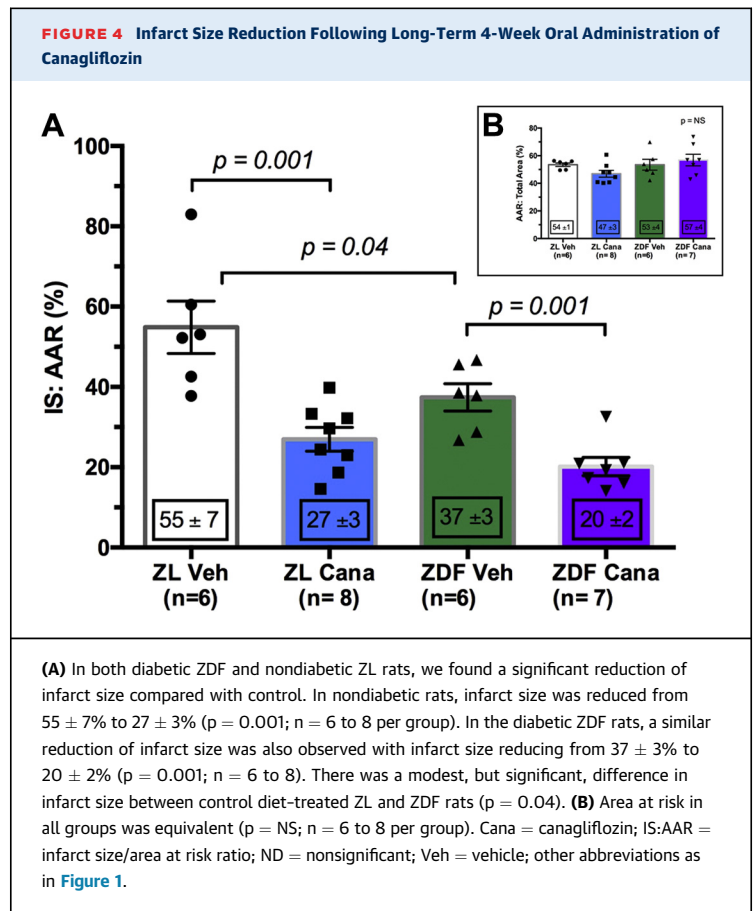 FIGURE 4 Infarct Size Reduction Following Long-Term 4-Week Oral Administration of
Canagliflozin
A
IS: AAR (%)
100
80
60
40
20
0
p = 0.001
p = 0.04
p = 0.001
55 ± 7
27 ±3
37 ±3
20 ±2
ZL Veh
(n=6)
ZL Cana
(n= 8)
ZDF Veh
(n=6)
ZDF Cana
(n= 7)
B
p = NS
AAR: Total Area (%)
80
60
40
20
0
54 ±1
47 ±3
53 ±4
57 ±4
ZL Veh
(n=6)
ZL Cana
(n= 8)
ZDF Veh
(n=6)
ZDF Cana
(n= 7)
(A) In both diabetic ZDF and nondiabetic ZL rats, we found a significant reduction of
infarct size compared with control. In nondiabetic rats, infarct size was reduced from
55 ± 7% to 27 ± 3% (p = 0.001; n = 6 to 8 per group). In the diabetic ZDF rats, a similar
reduction of infarct size was also observed with infarct size reducing from 37 ± 3% to
20 ± 2% (p = 0.001; n = 6 to 8). There was a modest, but significant, difference in
infarct size between control diet-treated ZL and ZDF rats (p = 0.04). (B) Area at risk in
all groups was equivalent (p = NS; n = 6 to 8 per group). Cana = canagliflozin; IS:AAR =
infarct size/area at risk ratio; ND = nonsignificant; Veh = vehicle; other abbreviations as
in Figure 1.